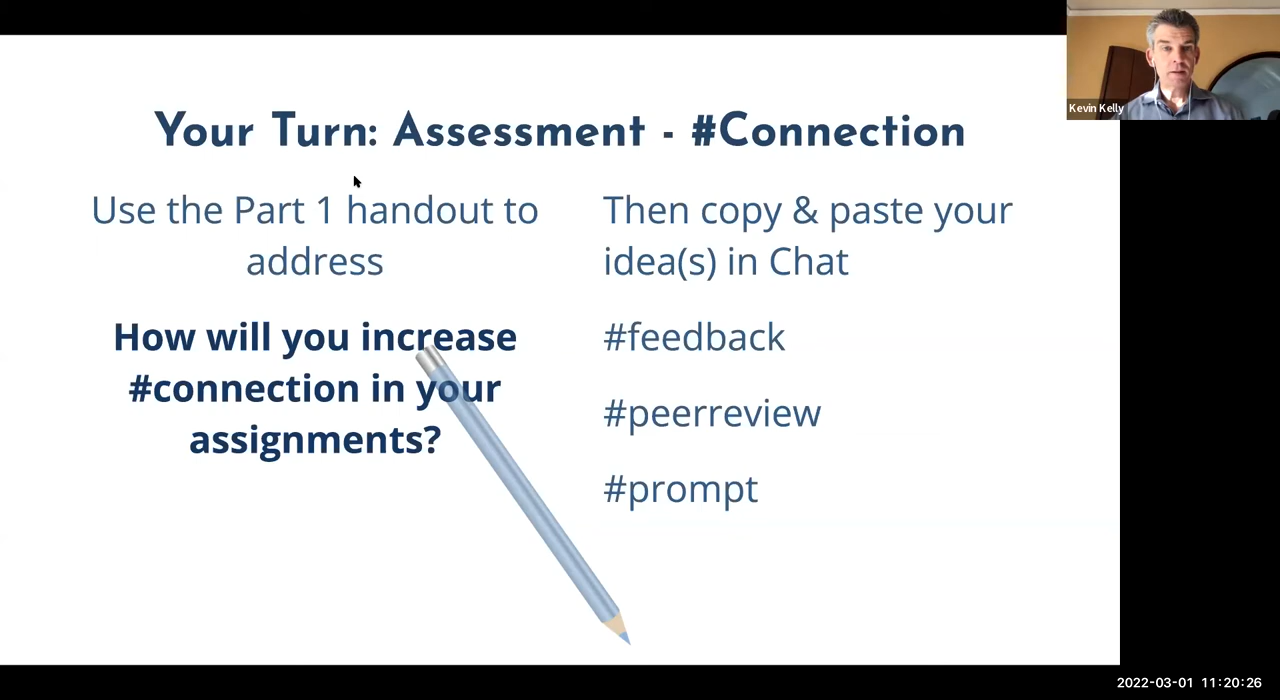 Your Turn: Assessment - #Connection
Use the Part 1 handout to
address
How will you increase
#connection in your
assignments?
Then copy & paste your
idea(s) in Chat
#feedback
#peerreview
#prompt
Kevin Kelly
2022-03-01 11:20:26